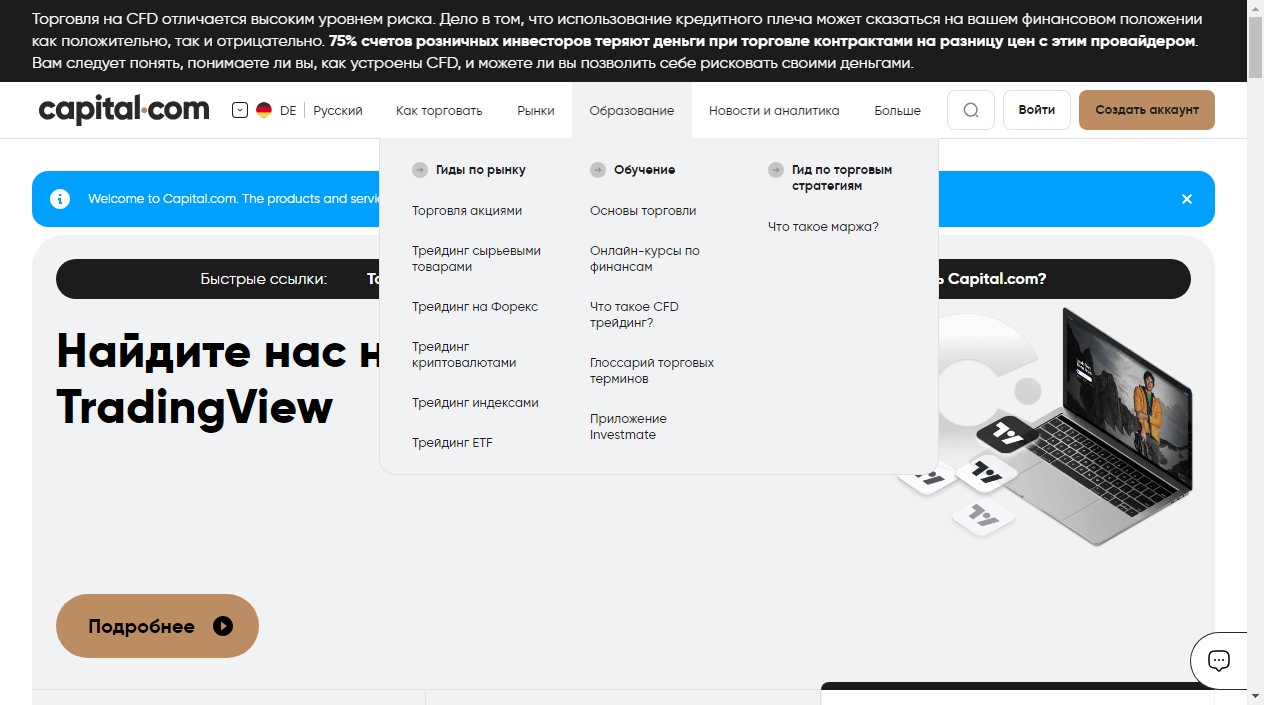 Торговля на CFD отличается высоким уровнем риска. Дело в том, что использование кредитного плеча может сказаться на вашем финансовом положении
как положительно, так и отрицательно. 75% счетов розничных инвесторов теряют деньги при торговле контрактами на разницу цен с этим провайдером.
Вам следует понять, понимаете ли вы, как устроены CFD, и можете ли вы позволить себе рисковать своими деньгами.
capital.com
DE
Русский
Как торговать
Рынки
Образование
Новости и аналитика
Больше
Войти
Создать аккаунт
Гиды по рынку
Торговля акциями
Трейдинг сырьевыми
товарами
Трейдинг на Форекс
Трейдинг
криптовалютами
Трейдинг индексами
Трейдинг ETF
Обучение
Основы торговли
Онлайн-курсы по
финансам
Что такое CFD
трейдинг?
Глоссарий торговых
терминов
Приложение
Investmate
Гид по торговым
стратегиям
Что такое маржа?
Welcome to Capital.com. The products and
Быстрые ссылки:
Capital.com?
Найдите нас
TradingView
Подробнее